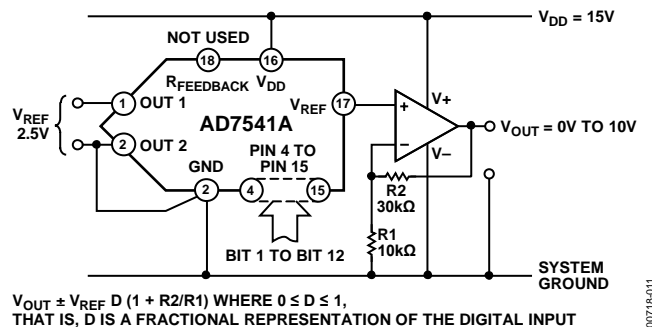 V_DD = 15V
NOT USED
18
16
R_FEEDBACK V_DD
V_REF
2.5V
1
OUT 1
V_REF
17
+
V+
2
OUT 2
AD7541A
–
V–
V_OUT = 0V TO 10V
GND
PIN 4 TO
PIN 15
2
4
15
R2
30kΩ
R1
10kΩ
BIT 1 TO BIT 12
SYSTEM
GROUND
V_OUT ± V_REF D (1 + R2/R1) WHERE 0 ≤ D ≤ 1,
THAT IS, D IS A FRACTIONAL REPRESENTATION OF THE DIGITAL INPUT
00718-011